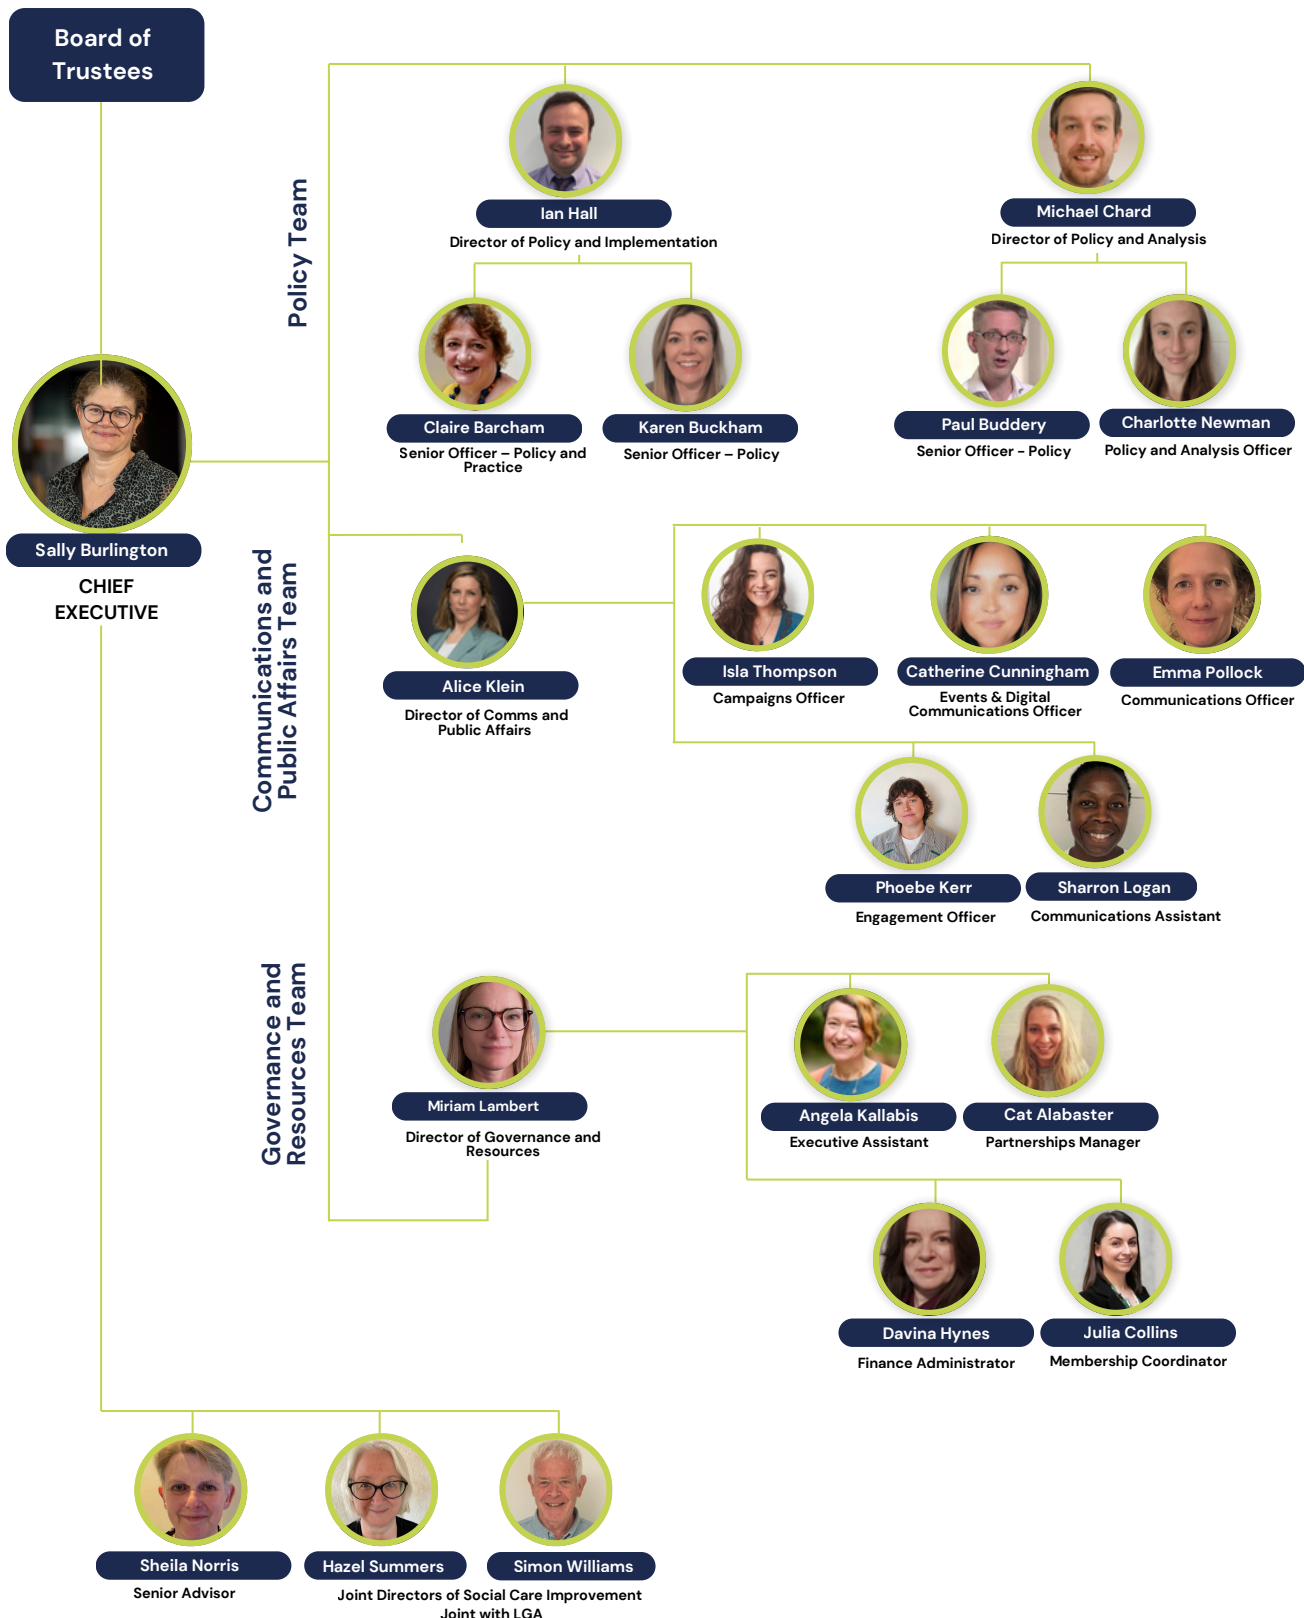 Board of
Trustees
Policy Team
Ian Hall
Director of Policy and Implementation
Michael Chard
Director of Policy and Analysis
Claire Barcham
Senior Officer – Policy and
Practice
Karen Buckham
Senior Officer – Policy
Paul Buddery
Senior Officer - Policy
Charlotte Newman
Policy and Analysis Officer
Sally Burlington
CHIEF
EXECUTIVE
Communications and
Public Affairs Team
Alice Klein
Director of Comms and
Public Affairs
Isla Thompson
Campaigns Officer
Catherine Cunningham
Events & Digital
Communications Officer
Emma Pollock
Communications Officer
Phoebe Kerr
Engagement Officer
Sharron Logan
Communications Assistant
Governance and
Resources Team
Miriam Lambert
Director of Governance and
Resources
Angela Kallabis
Executive Assistant
Cat Alabaster
Partnerships Manager
Davina Hynes
Finance Administrator
Julia Collins
Membership Coordinator
Sheila Norris
Senior Advisor
Hazel Summers
Simon Williams
Joint Directors of Social Care Improvement
Joint with LGA